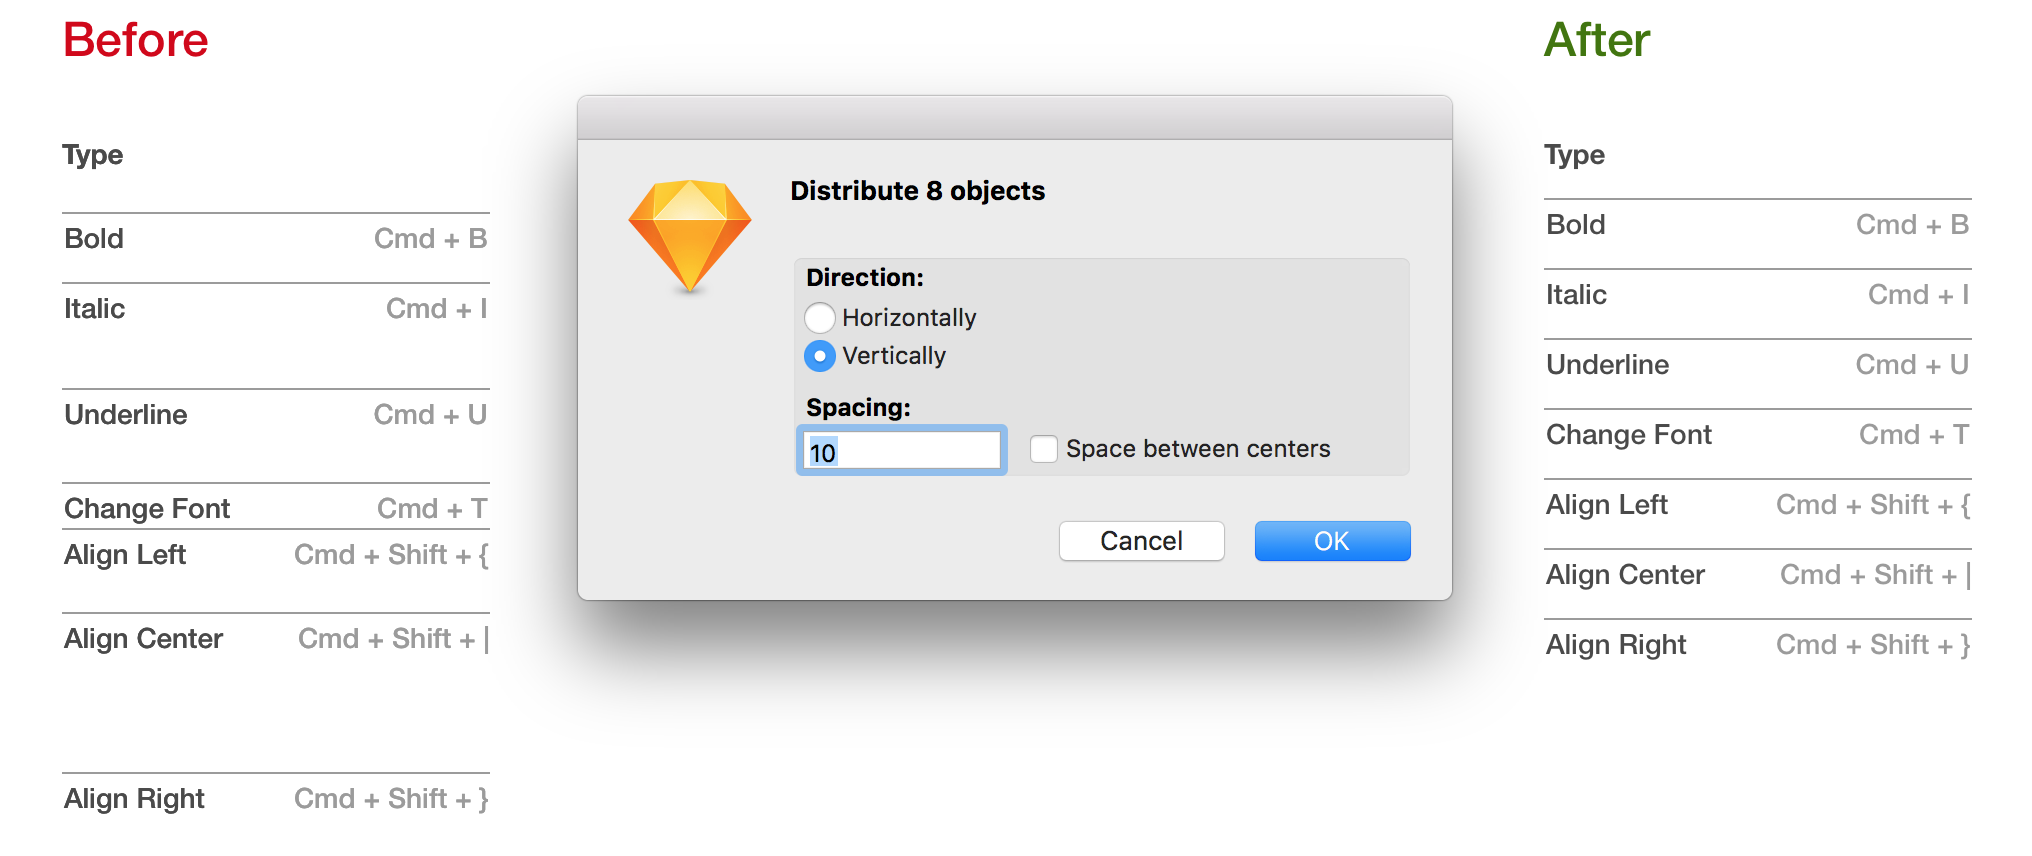 Before
Type
Bold Cmd + B
Italic Cmd + I
Underline Cmd + U
Change Font Cmd + T
Align Left Cmd + Shift + {
Align Center Cmd + Shift + |
Align Right Cmd + Shift + }
Distribute 8 objects
Direction:
Horizontally
Vertically
Spacing:
10 Space between centers
Cancel OK
After
Type
Bold Cmd + B
Italic Cmd + I
Underline Cmd + U
Change Font Cmd + T
Align Left Cmd + Shift + {
Align Center Cmd + Shift + |
Align Right Cmd + Shift + }